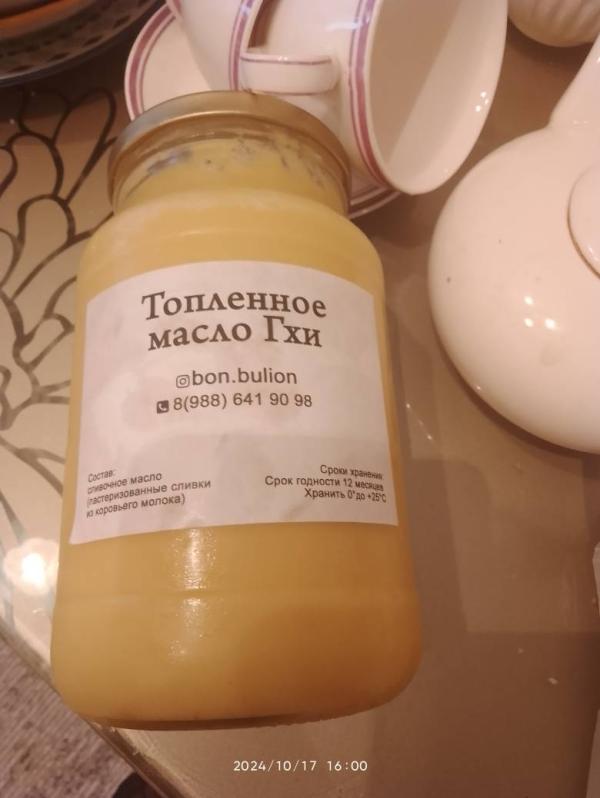 Топленное
масло Гхи
bon.bulion
8(988) 641 90 98
Состав:
сливочное масло
(пастеризованные сливки
из коровьего молока)
Сроки хранения:
Срок годности 12 месяцев
Хранить 0°до +25°С
2024/10/17 16:00